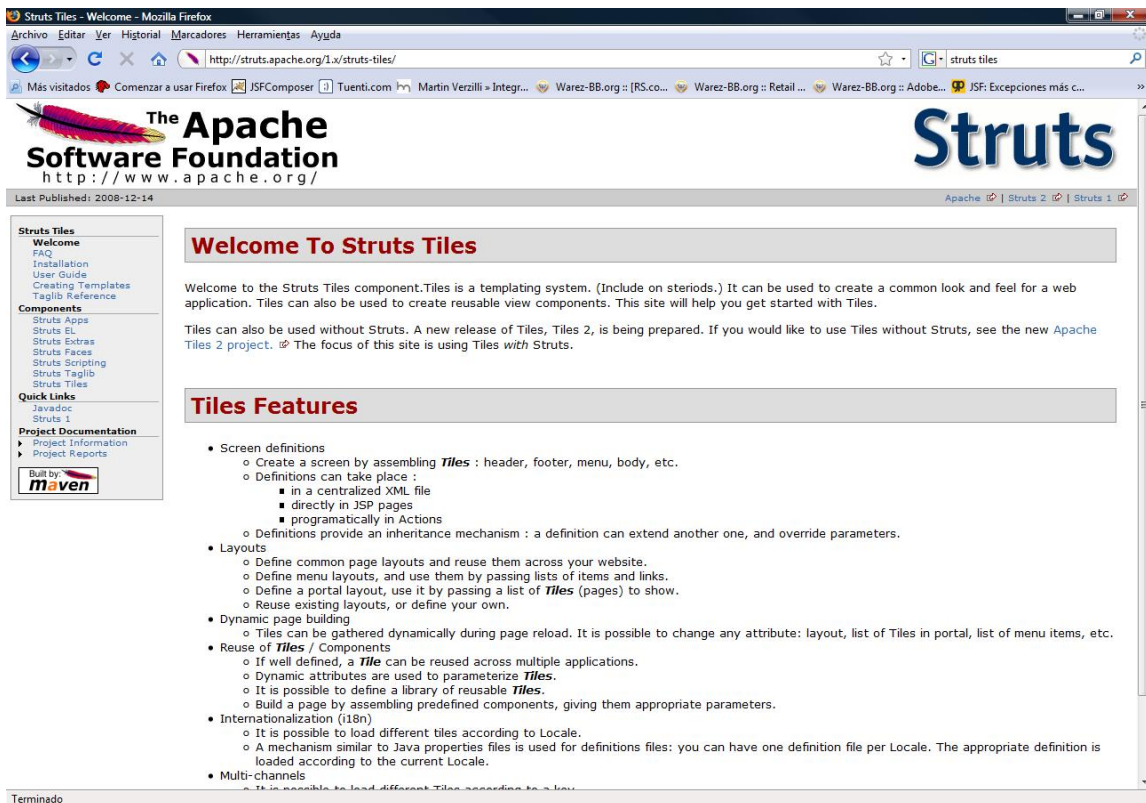 Struts Tiles - Welcome - Mozilla Firefox
Archivo Editar Ver Historial Marcadores Herramientas Ayuda
http://struts.apache.org/1.x/struts-tiles/
struts tiles
Más visitados Comenzar a usar Firefox JSFComposer Tuenti.com Martin Verzilli » Integr... Warez-BB.org :: [RS.co... Warez-BB.org :: Retail ... Warez-BB.org :: Adobe... JSF: Excepciones más c... »
The Apache
Software Foundation
http://www.apache.org/
Struts
Last Published: 2008-12-14
Apache | Struts 2 | Struts 1
Struts Tiles
Welcome
FAQ
Installation
User Guide
Creating Templates
Taglib Reference
Components
Struts Apps
Struts EL
Struts Extras
Struts Faces
Struts Scripting
Struts Taglib
Struts Tiles
Quick Links
Javadoc
Struts 1
Project Documentation
Project Information
Project Reports
Built by:
maven
Welcome To Struts Tiles
Welcome to the Struts Tiles component.Tiles is a templating system. (Include on steriods.) It can be used to create a common look and feel for a web
application. Tiles can also be used to create reusable view components. This site will help you get started with Tiles.
Tiles can also be used without Struts. A new release of Tiles, Tiles 2, is being prepared. If you would like to use Tiles without Struts, see the new Apache
Tiles 2 project. The focus of this site is using Tiles with Struts.
Tiles Features
• Screen definitions
o Create a screen by assembling Tiles : header, footer, menu, body, etc.
o Definitions can take place :
▪ in a centralized XML file
▪ directly in JSP pages
▪ programatically in Actions
o Definitions provide an inheritance mechanism : a definition can extend another one, and override parameters.
• Layouts
o Define common page layouts and reuse them across your website.
o Define menu layouts, and use them by passing lists of items and links.
o Define a portal layout, use it by passing a list of Tiles (pages) to show.
o Reuse existing layouts, or define your own.
• Dynamic page building
o Tiles can be gathered dynamically during page reload. It is possible to change any attribute: layout, list of Tiles in portal, list of menu items, etc.
• Reuse of Tiles / Components
o If well defined, a Tile can be reused across multiple applications.
o Dynamic attributes are used to parameterize Tiles.
o It is possible to define a library of reusable Tiles.
o Build a page by assembling predefined components, giving them appropriate parameters.
• Internationalization (i18n)
o It is possible to load different tiles according to Locale.
o A mechanism similar to Java properties files is used for definitions files: you can have one definition file per Locale. The appropriate definition is
loaded according to the current Locale.
• Multi-channels
o It is possible to load different Tiles according to a key.
Terminado